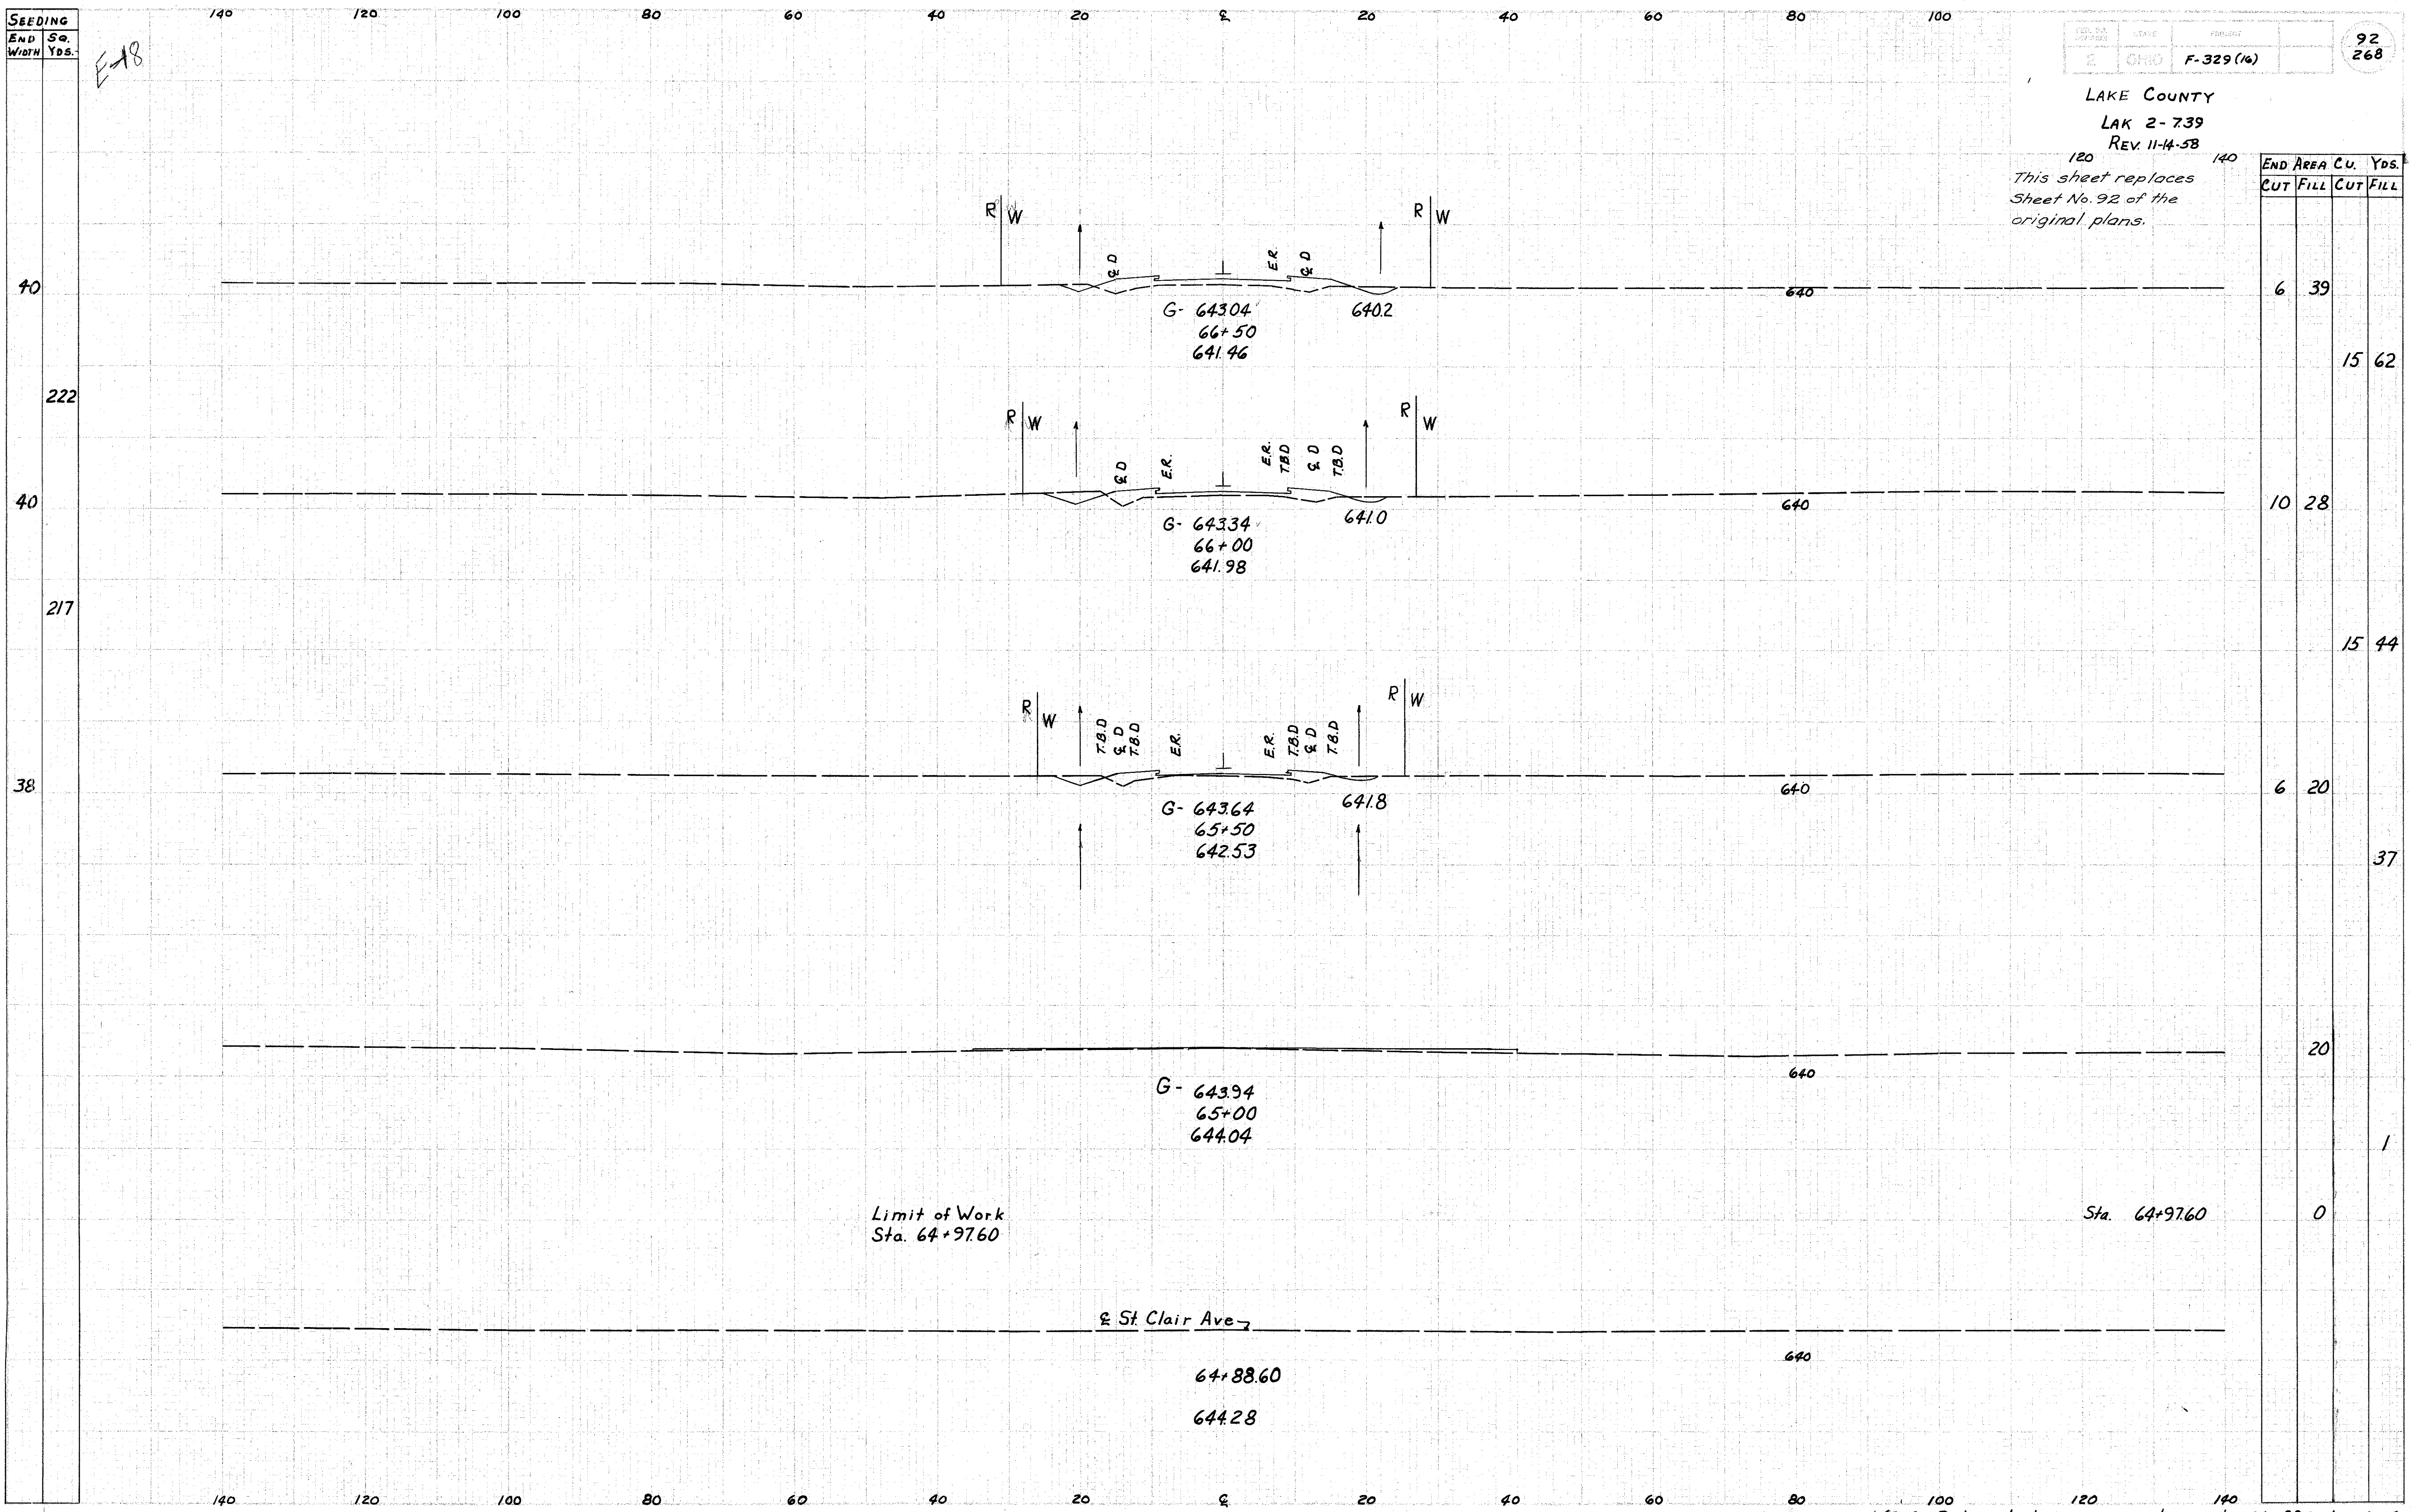 SEEDING
END WIDTH SQ. YDS.
140 120 100 80 60 40 20 ℄ 20 40 60 80 100
E-18
OHIO F-329(16)
92
268
LAKE COUNTY
LAK 2-7.39
REV. 11-14-58
120 140
This sheet replaces
Sheet No. 92 of the
original plans.
END AREA CU. YDS.
CUT FILL CUT FILL
R W R W
℄ D E.R. ℄ D
40 640 6 39
G- 643.04 640.2
66+50
641.46
15 62
222
R W R W
℄ D E.R. E.R. T.B.D ℄ D T.B.D
40 640 10 28
G- 643.34 641.0
66+00
641.98
217
15 44
R W R W
T.B.D ℄ D T.B.D E.R. E.R. T.B.D ℄ D T.B.D
38 640 6 20
G- 643.64 641.8
65+50
642.53
37
20
640
G- 643.94
65+00
644.04
1
Limit of Work
Sta. 64+97.60
Sta. 64+97.60 0
℄ St. Clair Ave
640
64+88.60
644.28
140 120 100 80 60 40 20 ℄ 20 40 60 80 100 120 140